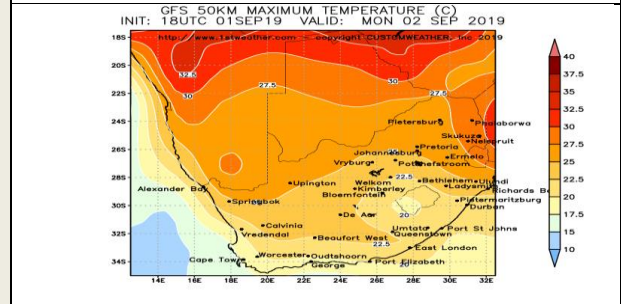 GFS 50KM MAXIMUM TEMPERATURE (C)
INIT: 18UTC 01SEP19 VALID: MON 02 SEP 2019
http://www.1stweather.com - copyright CUSTOMWEATHER, Inc 2019
18S
20S
22S
24S
26S
28S
30S
32S
34S
14E 16E 18E 20E 22E 24E 26E 28E 30E 32E
32.5
30
27.5
30
27.5
22.5
20
22.5
20
Pietersburg
Phalaborwa
Skukuza
Nelspruit
Pretoria
Johannesburg
Ermelo
Vryburg
Potchefstroom
Alexander Bay
Upington
Welkom
Bethlehem
Ulundi
Kimberley
Ladysmith
Richards B
Bloemfontein
Springbok
Pietermaritzburg
Durban
De Aar
Calvinia
Umtata
Port St Johns
Vredendal
Queenstown
Beaufort West
East London
Cape Town
Worcester
Oudtshoorn
George
Port Elizabeth
40
37.5
35
32.5
30
27.5
25
22.5
20
17.5
15
10